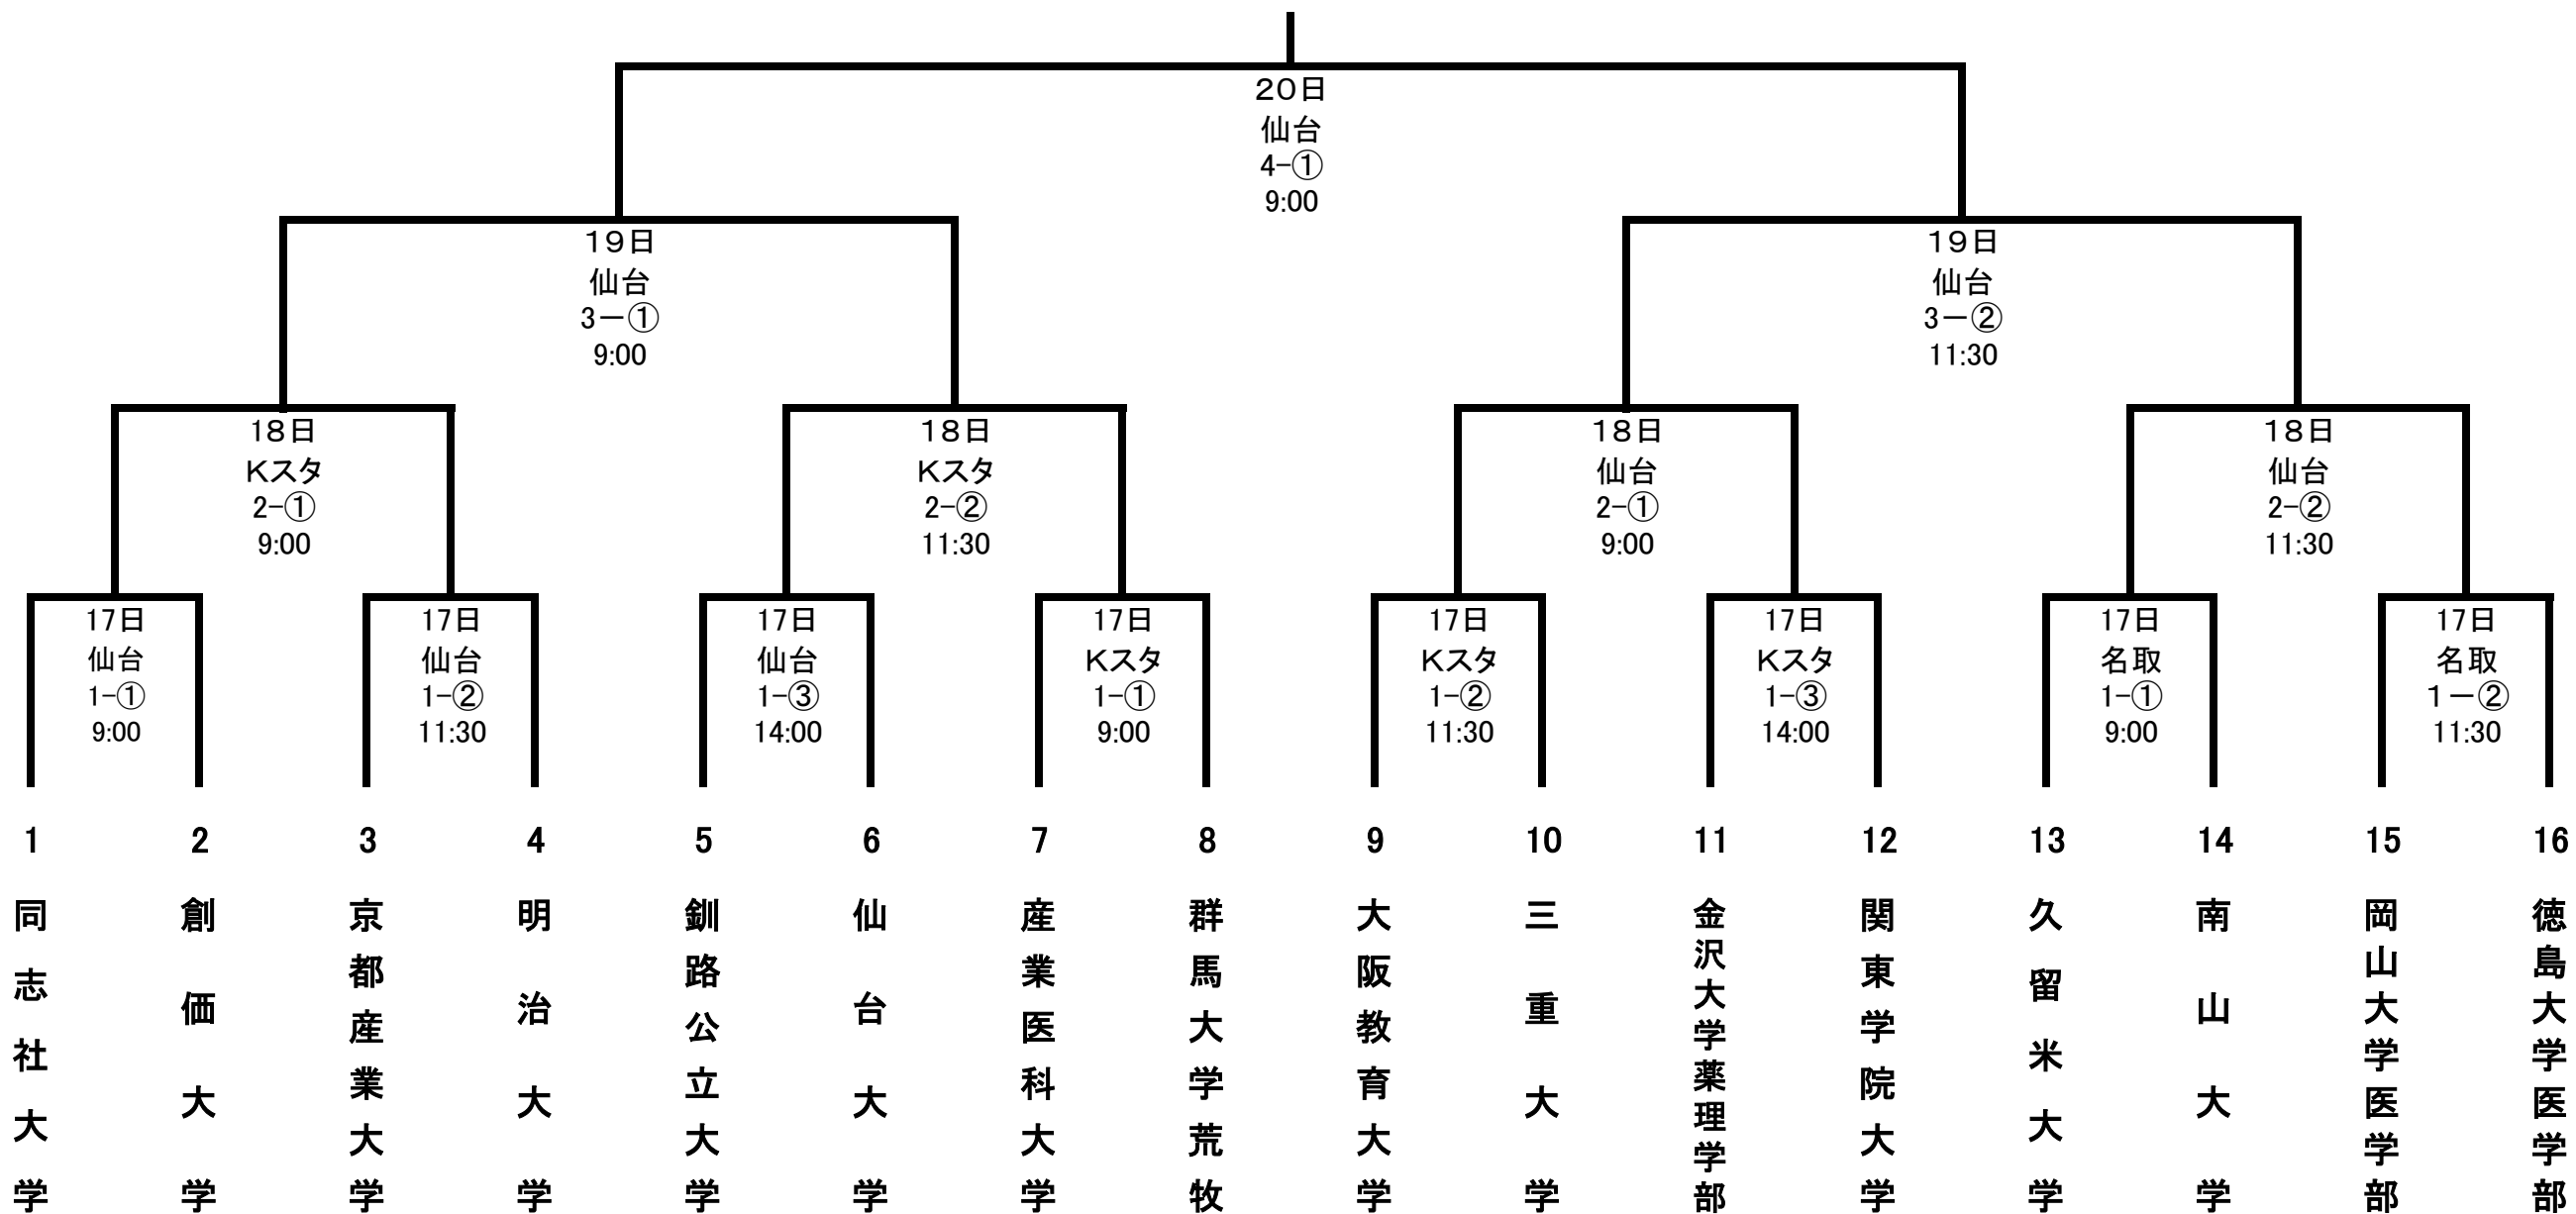 20日
仙台
4-①
9:00
19日
仙台
3ー①
9:00
19日
仙台
3ー②
11:30
18日
Kスタ
2-①
9:00
18日
Kスタ
2-②
11:30
18日
仙台
2-①
9:00
18日
仙台
2-②
11:30
17日
仙台
1-①
9:00
17日
仙台
1-②
11:30
17日
仙台
1-③
14:00
17日
Kスタ
1-①
9:00
17日
Kスタ
1-②
11:30
17日
Kスタ
1-③
14:00
17日
名取
1-①
9:00
17日
名取
1ー②
11:30
1
同志社大学
2
創価大学
3
京都産業大学
4
明治大学
5
釧路公立大学
6
仙台大学
7
産業医科大学
8
群馬大学荒牧
9
大阪教育大学
10
三重大学
11
金沢大学薬理学部
12
関東学院大学
13
久留米大学
14
南山大学
15
岡山大学医学部
16
徳島大学医学部